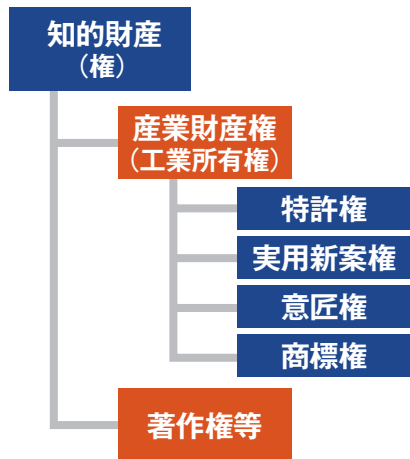 知的財産
（権）
産業財産権
（工業所有権）
特許権
実用新案権
意匠権
商標権
著作権等